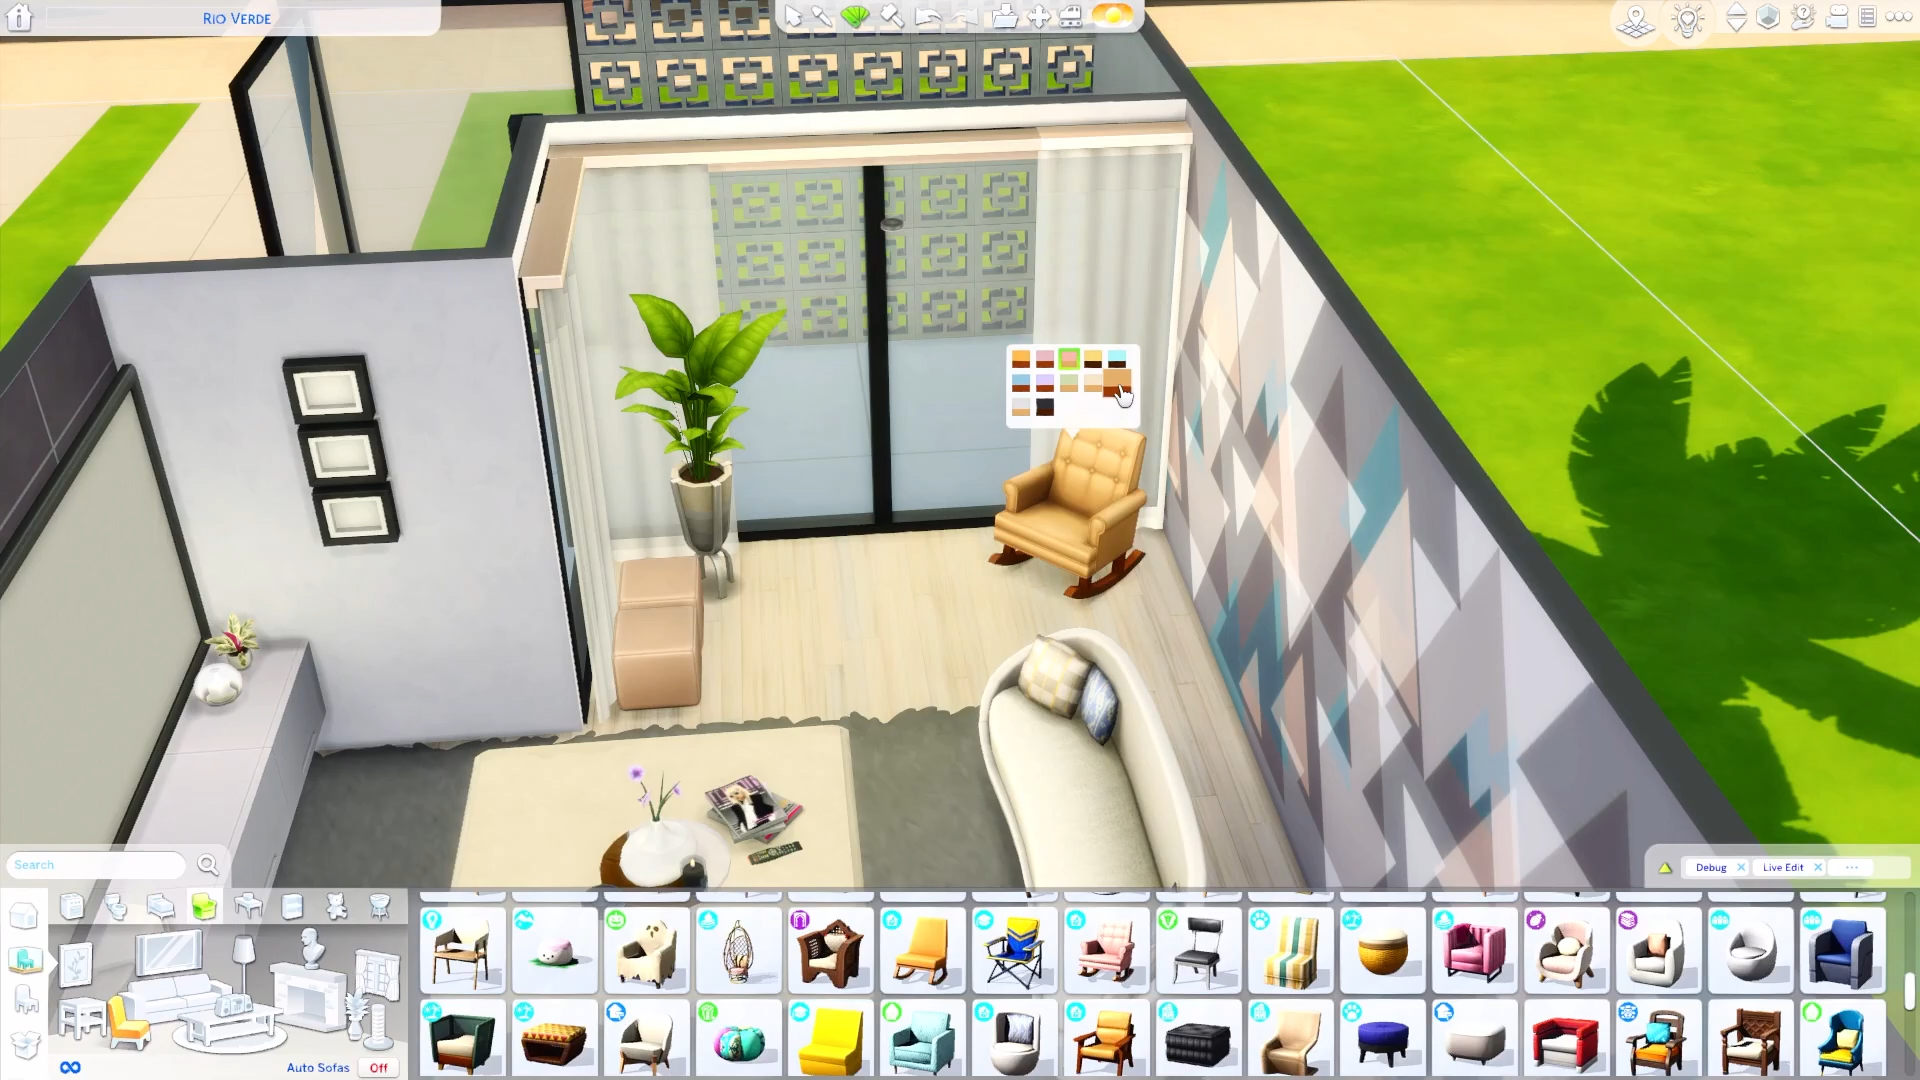 RIO VERDE
Search
Debug
Live Edit
...
Auto Sofas
Off